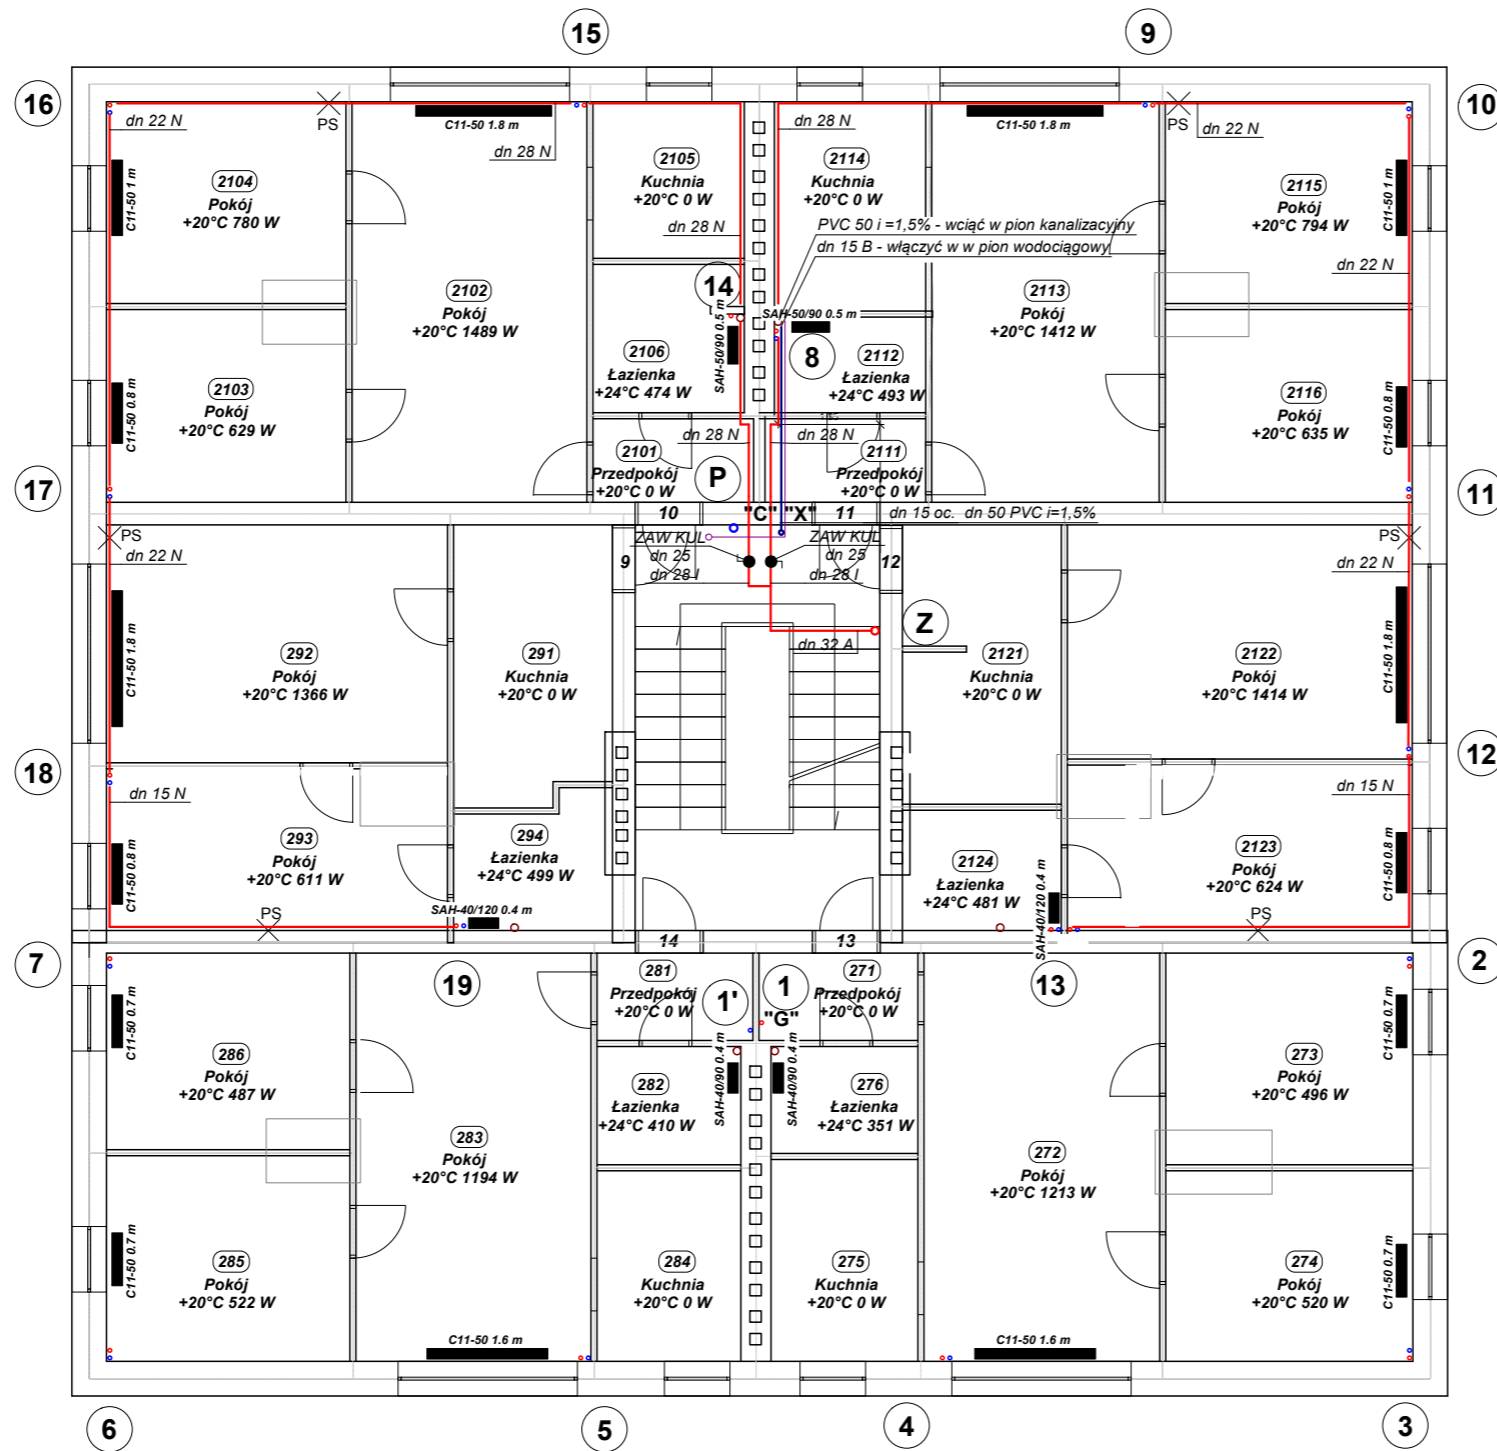 15
9
16
10
dn 22 N
PS
C11-50 1.8 m
dn 28 N
dn 28 N
C11-50 1.8 m
PS
dn 22 N
C11-50 1 m
2104
Pokój
+20°C 780 W
2105
Kuchnia
+20°C 0 W
2114
Kuchnia
+20°C 0 W
2115
Pokój
+20°C 794 W
C11-50 1 m
dn 28 N
PVC 50 i =1,5% - wciąć w pion kanalizacyjny
dn 15 B - włączyć w w pion wodociągowy
dn 22 N
2102
Pokój
+20°C 1489 W
14
2113
Pokój
+20°C 1412 W
SAH-50/90 0.5 m
SAH-50/90 0.5 m
8
2103
Pokój
+20°C 629 W
C11-50 0.8 m
2106
Łazienka
+24°C 474 W
2112
Łazienka
+24°C 493 W
2116
Pokój
+20°C 635 W
C11-50 0.8 m
dn 28 N
dn 28 N
2101
Przedpokój
+20°C 0 W
P
2111
Przedpokój
+20°C 0 W
17
11
10
"C"
"X"
11
dn 15 oc.
dn 50 PVC i=1,5%
PS
dn 22 N
9
ZAW KUL
dn 25
dn 28 I
ZAW KUL
dn 25
dn 28 I
12
PS
dn 22 N
Z
dn 32 A
C11-50 1.8 m
292
Pokój
+20°C 1366 W
291
Kuchnia
+20°C 0 W
2121
Kuchnia
+20°C 0 W
2122
Pokój
+20°C 1414 W
C11-50 1.8 m
18
12
dn 15 N
dn 15 N
C11-50 0.8 m
293
Pokój
+20°C 611 W
294
Łazienka
+24°C 499 W
2124
Łazienka
+24°C 481 W
2123
Pokój
+20°C 624 W
C11-50 0.8 m
PS
SAH-40/120 0.4 m
SAH-40/120 0.4 m
PS
14
13
7
2
19
281
Przedpokój
+20°C 0 W
1'
1
"G"
271
Przedpokój
+20°C 0 W
13
C11-50 0.7 m
286
Pokój
+20°C 487 W
282
Łazienka
+24°C 410 W
SAH-40/90 0.4 m
SAH-40/90 0.4 m
276
Łazienka
+24°C 351 W
273
Pokój
+20°C 496 W
C11-50 0.7 m
283
Pokój
+20°C 1194 W
272
Pokój
+20°C 1213 W
C11-50 0.7 m
285
Pokój
+20°C 522 W
284
Kuchnia
+20°C 0 W
275
Kuchnia
+20°C 0 W
274
Pokój
+20°C 520 W
C11-50 0.7 m
C11-50 1.6 m
C11-50 1.6 m
6
5
4
3